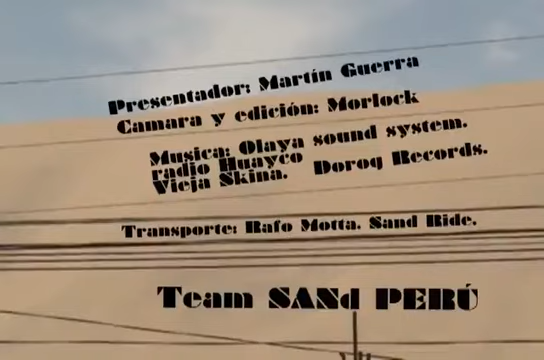 Presentador: Martín Guerra
Camara y edición: Morlock
Musica: Olaya sound system.
radio Huayco
Vieja Skina. Doroq Records.
Transporte: Rafo Motta. Sand Ride.
Team SANd PERÚ